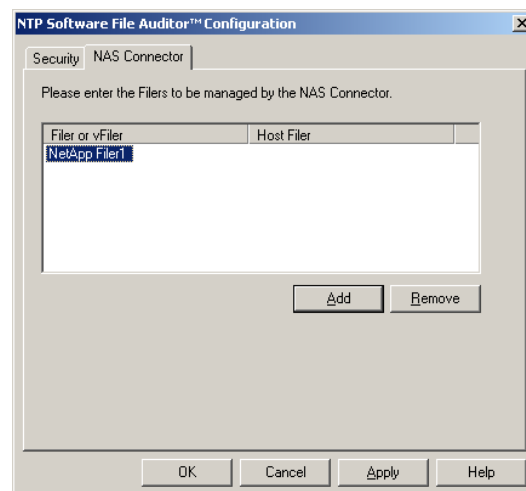 NTP Software File Auditor™ Configuration
Security NAS Connector
Please enter the Filers to be managed by the NAS Connector.
Filer or vFiler Host Filer
NetApp Filer1
Add Remove
OK Cancel Apply Help